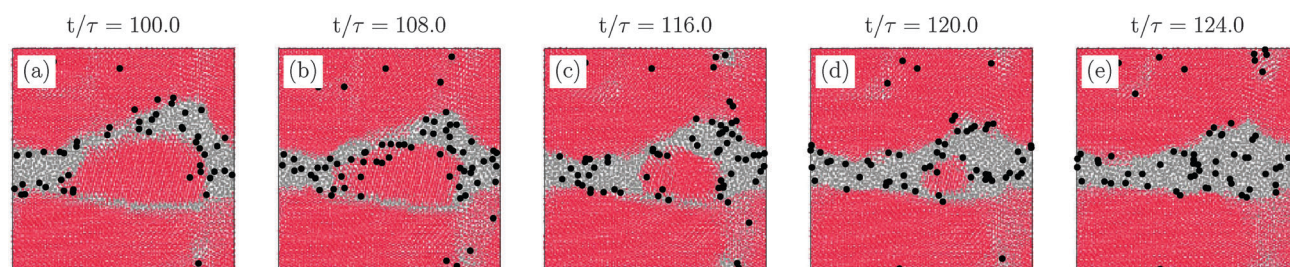 t/τ = 100.0 t/τ = 108.0 t/τ = 116.0 t/τ = 120.0 t/τ = 124.0
(a) (b) (c) (d) (e)